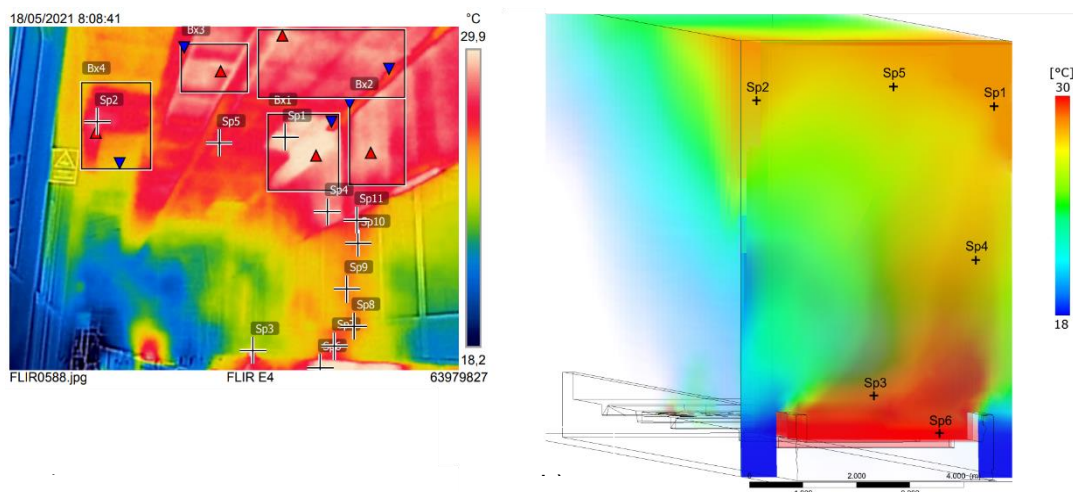 18/05/2021 8:08:41
°C
29,9
Bx3
Bx4
Bx2
Sp2
Bx1
Sp1
Sp5
Sp4
Sp11
Sp10
Sp9
Sp8
Sp3
18,2
FLIR0588.jpg
FLIR E4
63979827
[°C]
30
18
Sp2
Sp5
Sp1
Sp4
Sp3
Sp6
0
2.000
4.000 (m)